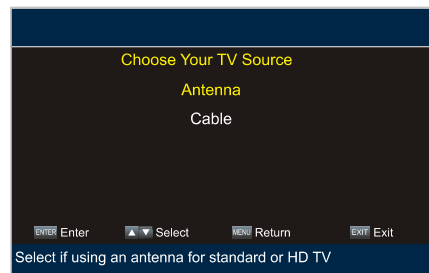 Choose Your TV Source
Antenna
Cable
ENTER Enter ▲ ▼ Select MENU Return EXIT Exit
Select if using an antenna for standard or HD TV